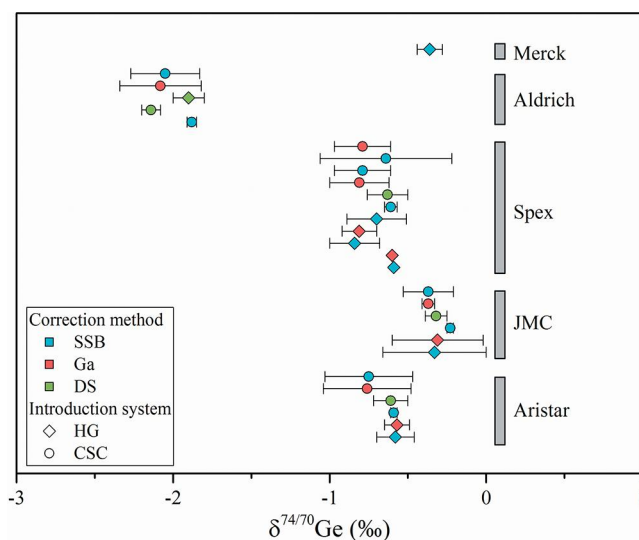 Merck
Aldrich
Spex
JMC
Aristar
Correction method
SSB
Ga
DS
Introduction system
HG
CSC
-3 -2 -1 0
δ74/70Ge (‰)